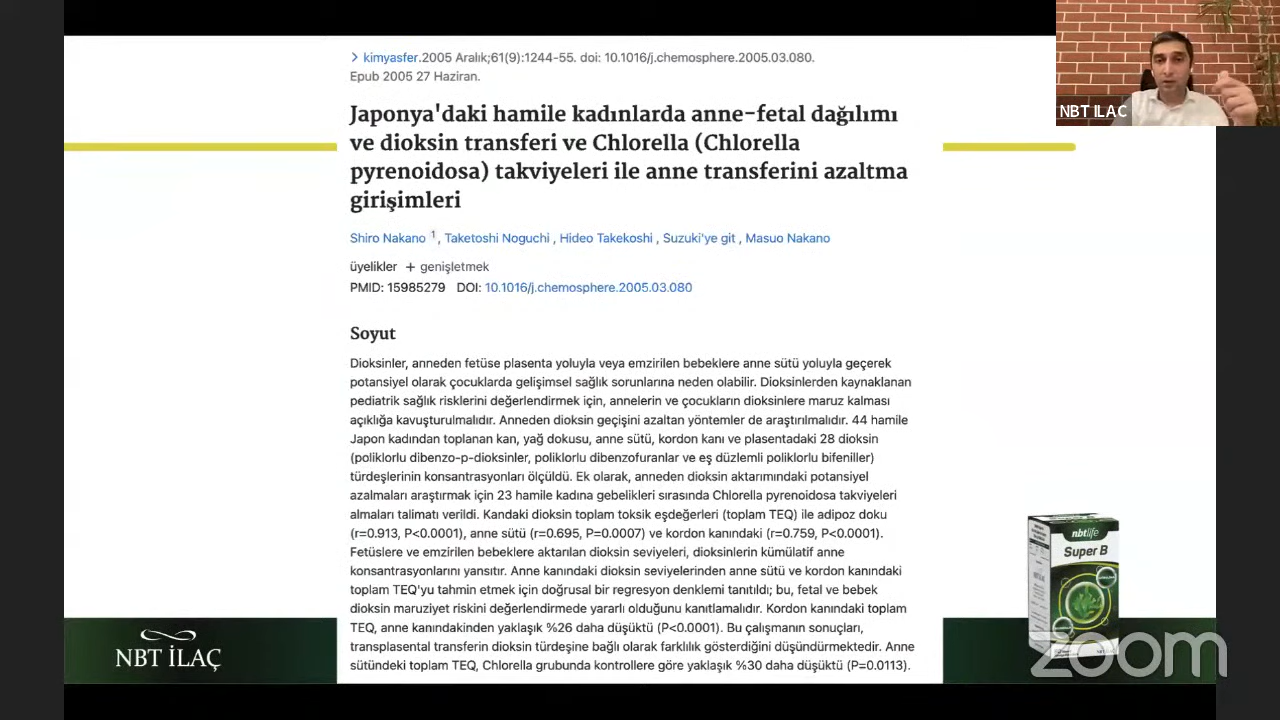 kimyasfer.2005 Aralık;61(9):1244-55. doi: 10.1016/j.chemosphere.2005.03.080.
Epub 2005 27 Haziran.
Japonya'daki hamile kadınlarda anne-fetal dağılımı
ve dioksin transferi ve Chlorella (Chlorella
pyrenoidosa) takviyeleri ile anne transferini azaltma
girişimleri
Shiro Nakano 1, Taketoshi Noguchi , Hideo Takekoshi , Suzuki'ye git , Masuo Nakano
üyelikler + genişletmek
PMID: 15985279 DOI: 10.1016/j.chemosphere.2005.03.080
Soyut
Dioksinler, anneden fetüse plasenta yoluyla veya emzirilen bebeklere anne sütü yoluyla geçerek
potansiyel olarak çocuklarda gelişimsel sağlık sorunlarına neden olabilir. Dioksinlerden kaynaklanan
pediatrik sağlık risklerini değerlendirmek için, annelerin ve çocukların dioksinlere maruz kalması
açıklığa kavuşturulmalıdır. Anneden dioksin geçişini azaltan yöntemler de araştırılmalıdır. 44 hamile
Japon kadından toplanan kan, yağ dokusu, anne sütü, kordon kanı ve plasentadaki 28 dioksin
(poliklorlu dibenzo-p-dioksinler, poliklorlu dibenzofuranlar ve eş düzlemli poliklorlu bifeniller)
türdeşlerinin konsantrasyonları ölçüldü. Ek olarak, anneden dioksin aktarımındaki potansiyel
azalmaları araştırmak için 23 hamile kadına gebelikleri sırasında Chlorella pyrenoidosa takviyeleri
almaları talimatı verildi. Kandaki dioksin toplam toksik eşdeğerleri (toplam TEQ) ile adipoz doku
(r=0.913, P<0.0001), anne sütü (r=0.695, P=0.0007) ve kordon kanındaki (r=0.759, P<0.0001).
Fetüslere ve emzirilen bebeklere aktarılan dioksin seviyeleri, dioksinlerin kümülatif anne
konsantrasyonlarını yansıtır. Anne kanındaki dioksin seviyelerinden anne sütü ve kordon kanındaki
toplam TEQ'yu tahmin etmek için doğrusal bir regresyon denklemi tanıtıldı; bu, fetal ve bebek
dioksin maruziyet riskini değerlendirmede yararlı olduğunu kanıtlamalıdır. Kordon kanındaki toplam
TEQ, anne kanındakinden yaklaşık %26 daha düşüktü (P<0.0001). Bu çalışmanın sonuçları,
transplasental transferin dioksin türdeşine bağlı olarak farklılık gösterdiğini düşündürmektedir. Anne
sütündeki toplam TEQ, Chlorella grubunda kontrollere göre yaklaşık %30 daha düşüktü (P=0.0113).
NBT ILAC
NBT İLAÇ
nbtlife
Super B
zoom